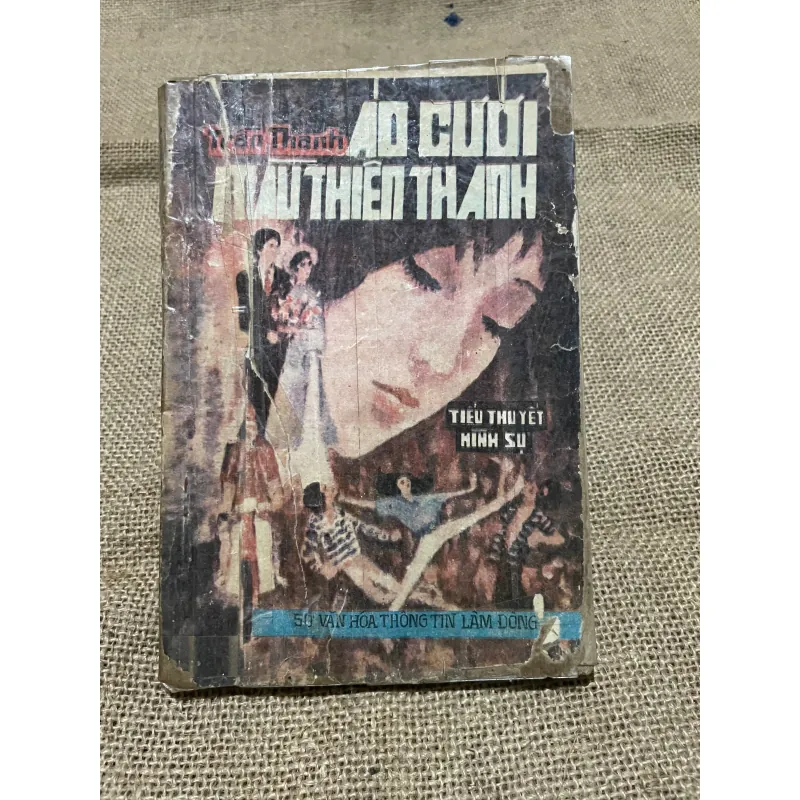 Trần Thanh
ÁO CƯỚI
MÀU THIÊN THANH
TIỂU THUYẾT
HÌNH SỰ
SỞ VĂN HÓA THÔNG TIN LÂM ĐỒNG